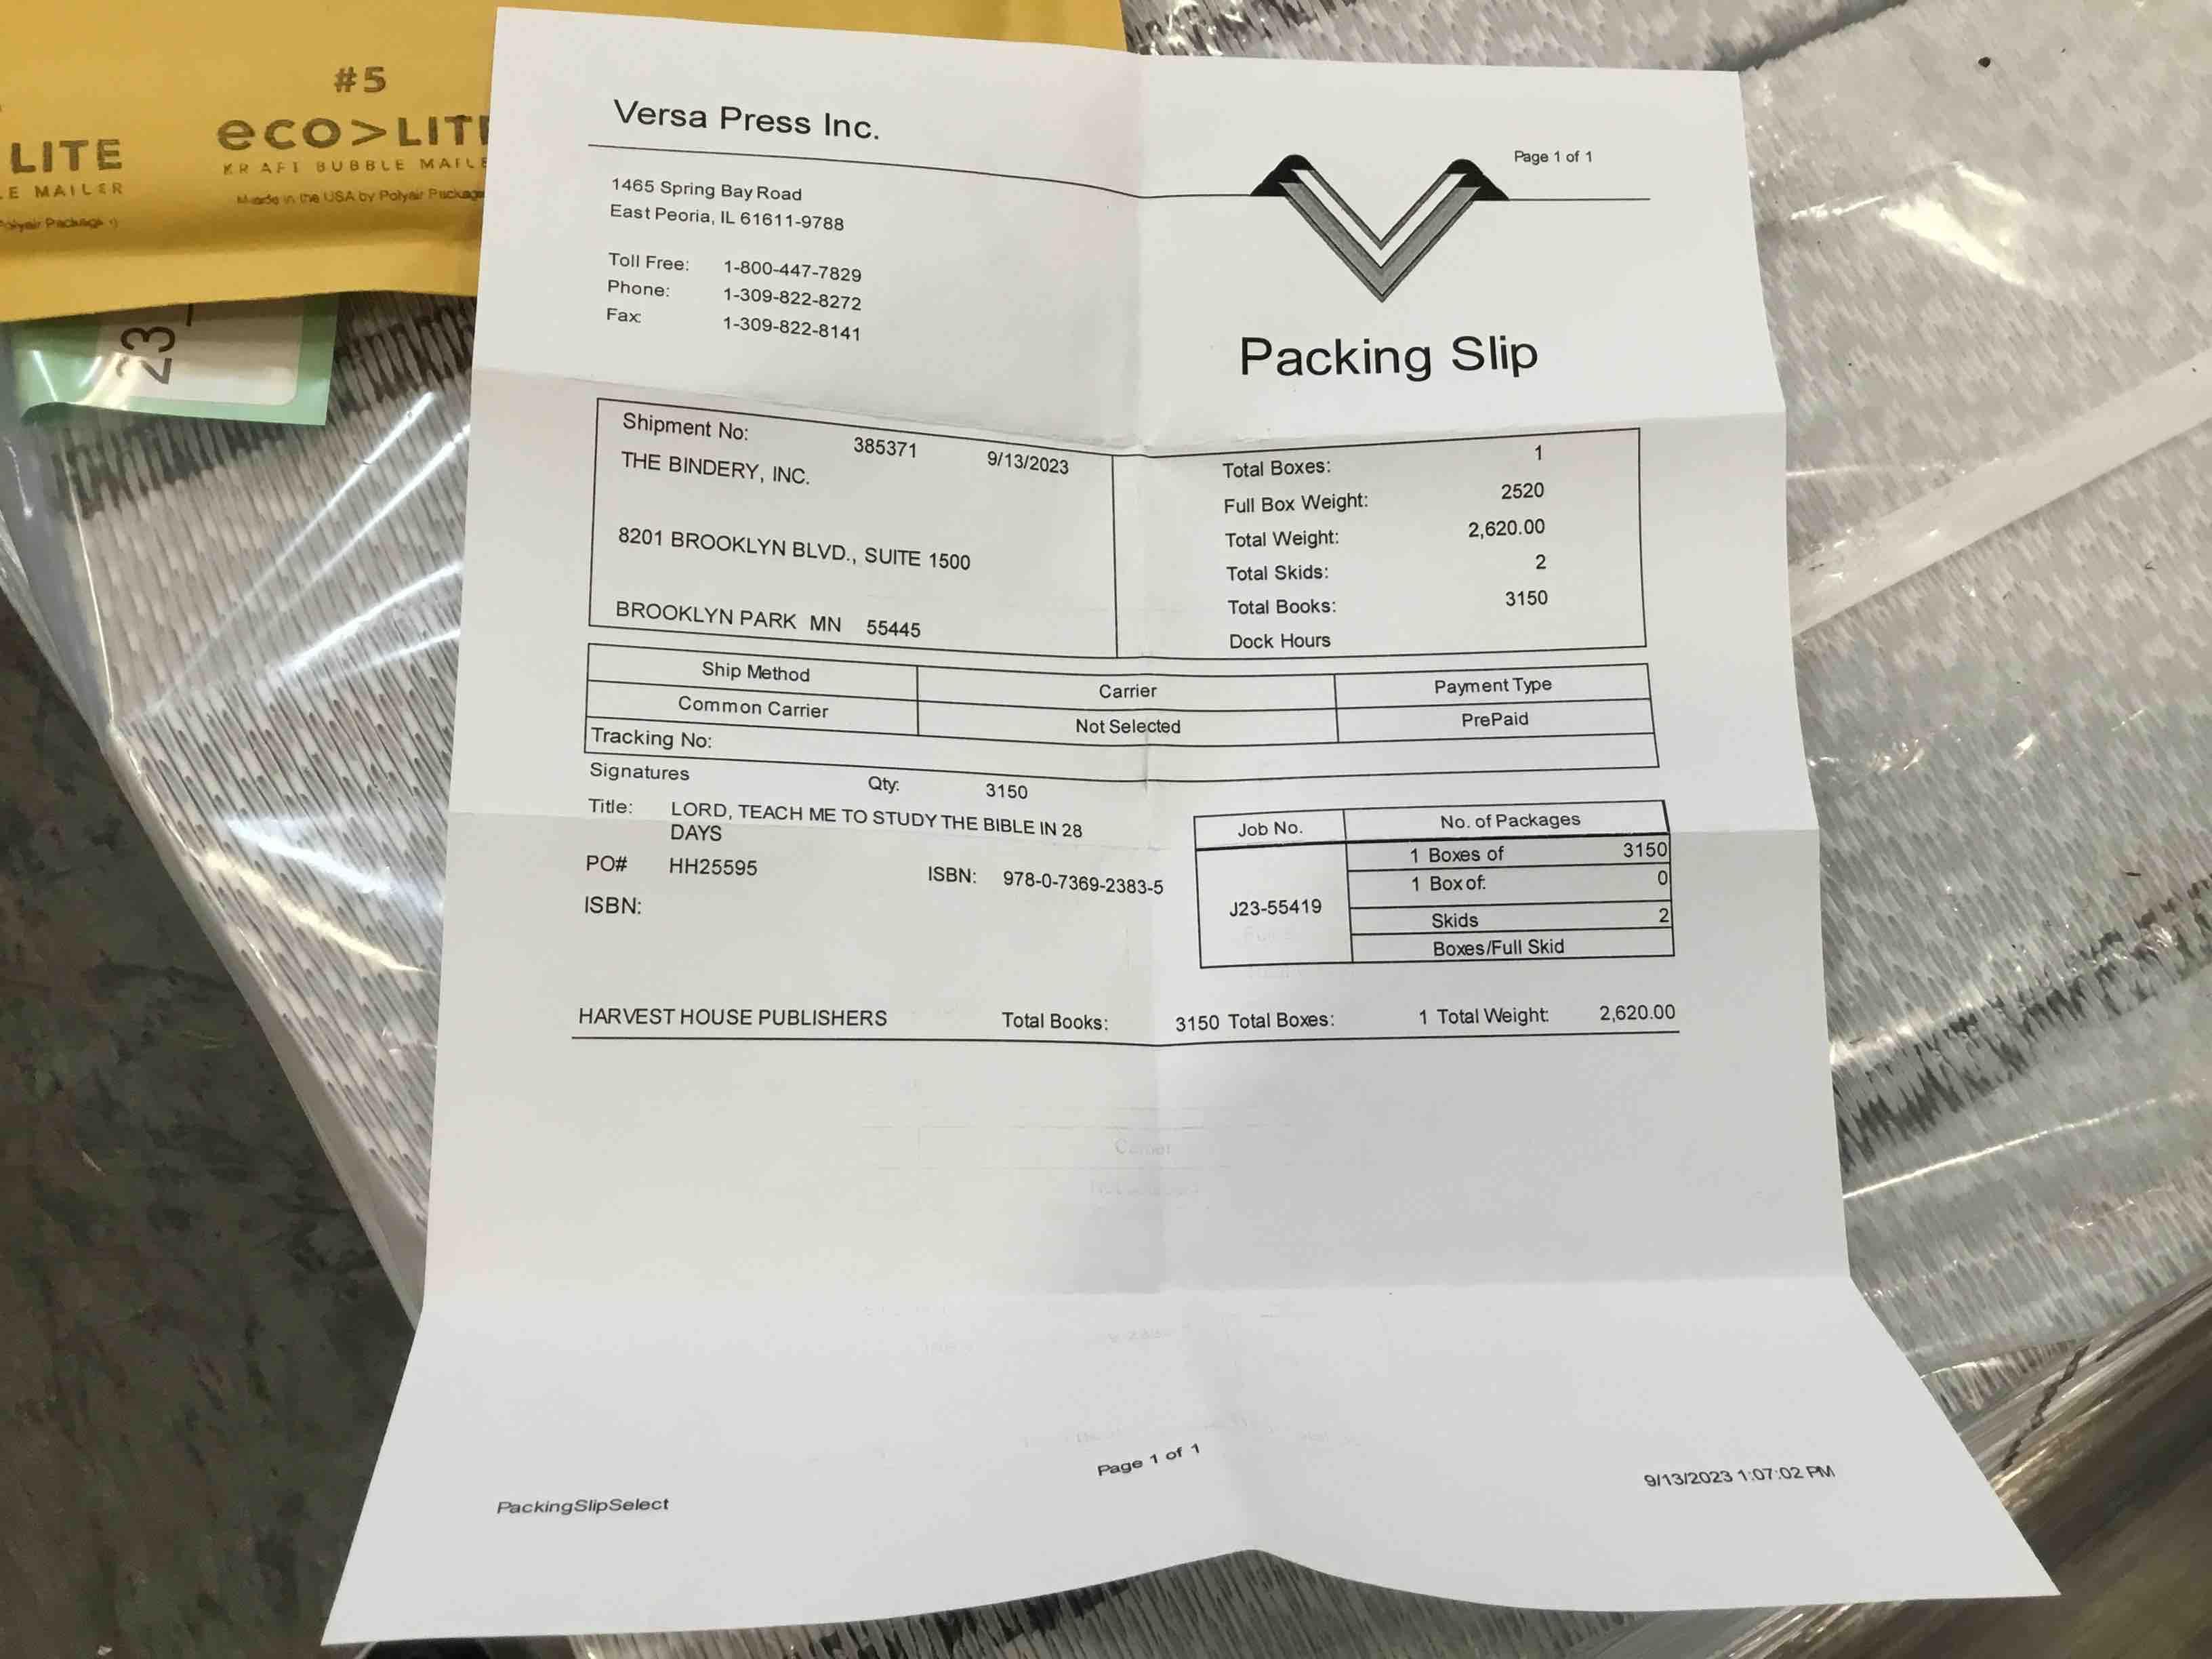 #5
LITE
eco>LITE
KRAFT BUBBLE MAILE
E MAILER
Made in the USA by Polyair Package
Polyair Package
23
Versa Press Inc.
Page 1 of 1
1465 Spring Bay Road
East Peoria, IL 61611-9788
Toll Free: 1-800-447-7829
Phone: 1-309-822-8272
Fax: 1-309-822-8141
Packing Slip
Shipment No: 385371 9/13/2023
THE BINDERY, INC.
8201 BROOKLYN BLVD., SUITE 1500
BROOKLYN PARK MN 55445
Total Boxes: 1
Full Box Weight: 2520
Total Weight: 2,620.00
Total Skids: 2
Total Books: 3150
Dock Hours
Ship Method Carrier Payment Type
Common Carrier Not Selected PrePaid
Tracking No:
Signatures Qty: 3150
Title: LORD, TEACH ME TO STUDY THE BIBLE IN 28
DAYS
PO# HH25595 ISBN: 978-0-7369-2383-5
ISBN:
Job No. No. of Packages
J23-55419
1 Boxes of 3150
1 Box of: 0
Skids 2
Boxes/Full Skid
HARVEST HOUSE PUBLISHERS Total Books: 3150 Total Boxes: 1 Total Weight: 2,620.00
PackingSlipSelect Page 1 of 1 9/13/2023 1:07:02 PM